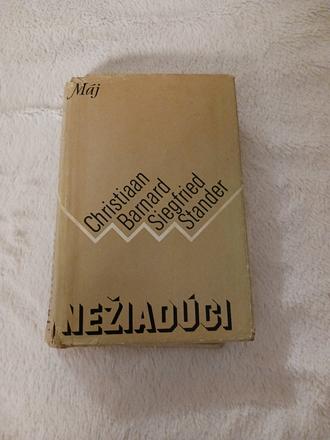 Máj
Christiaan
Barnard
Siegfried
Stander
NEŽIADÚCI